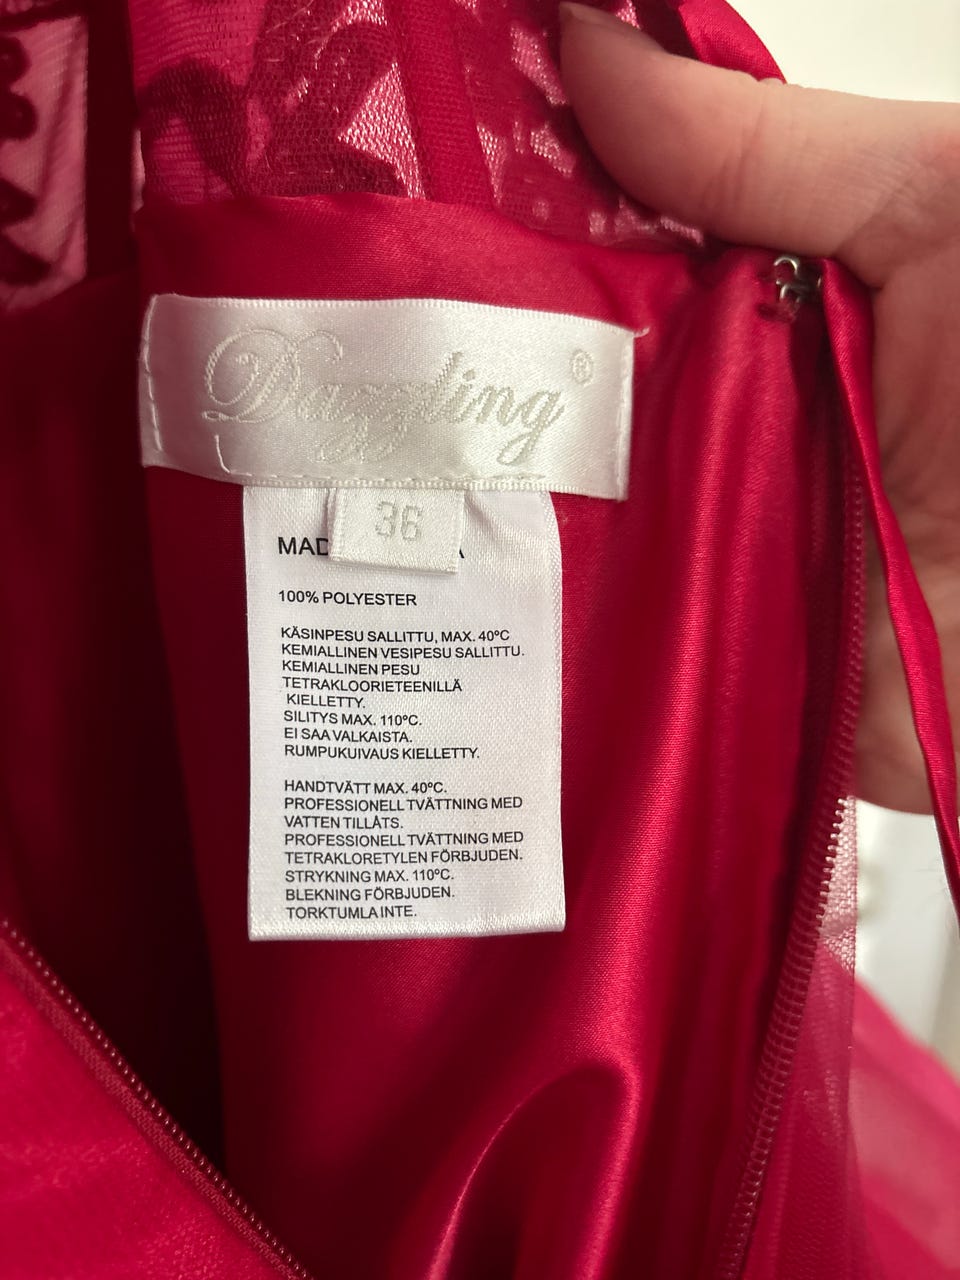 Dazzling®
36
MAD A
100% POLYESTER
KÄSINPESU SALLITTU, MAX. 40ºC
KEMIALLINEN VESIPESU SALLITTU.
KEMIALLINEN PESU
TETRAKLOORIETEENILLÄ
KIELLETTY.
SILITYS MAX. 110ºC.
EI SAA VALKAISTA.
RUMPUKUIVAUS KIELLETTY.
HANDTVÄTT MAX. 40ºC.
PROFESSIONELL TVÄTTNING MED
VATTEN TILLÅTS.
PROFESSIONELL TVÄTTNING MED
TETRAKLORETYLEN FÖRBJUDEN.
STRYKNING MAX. 110ºC.
BLEKNING FÖRBJUDEN.
TORKTUMLA INTE.